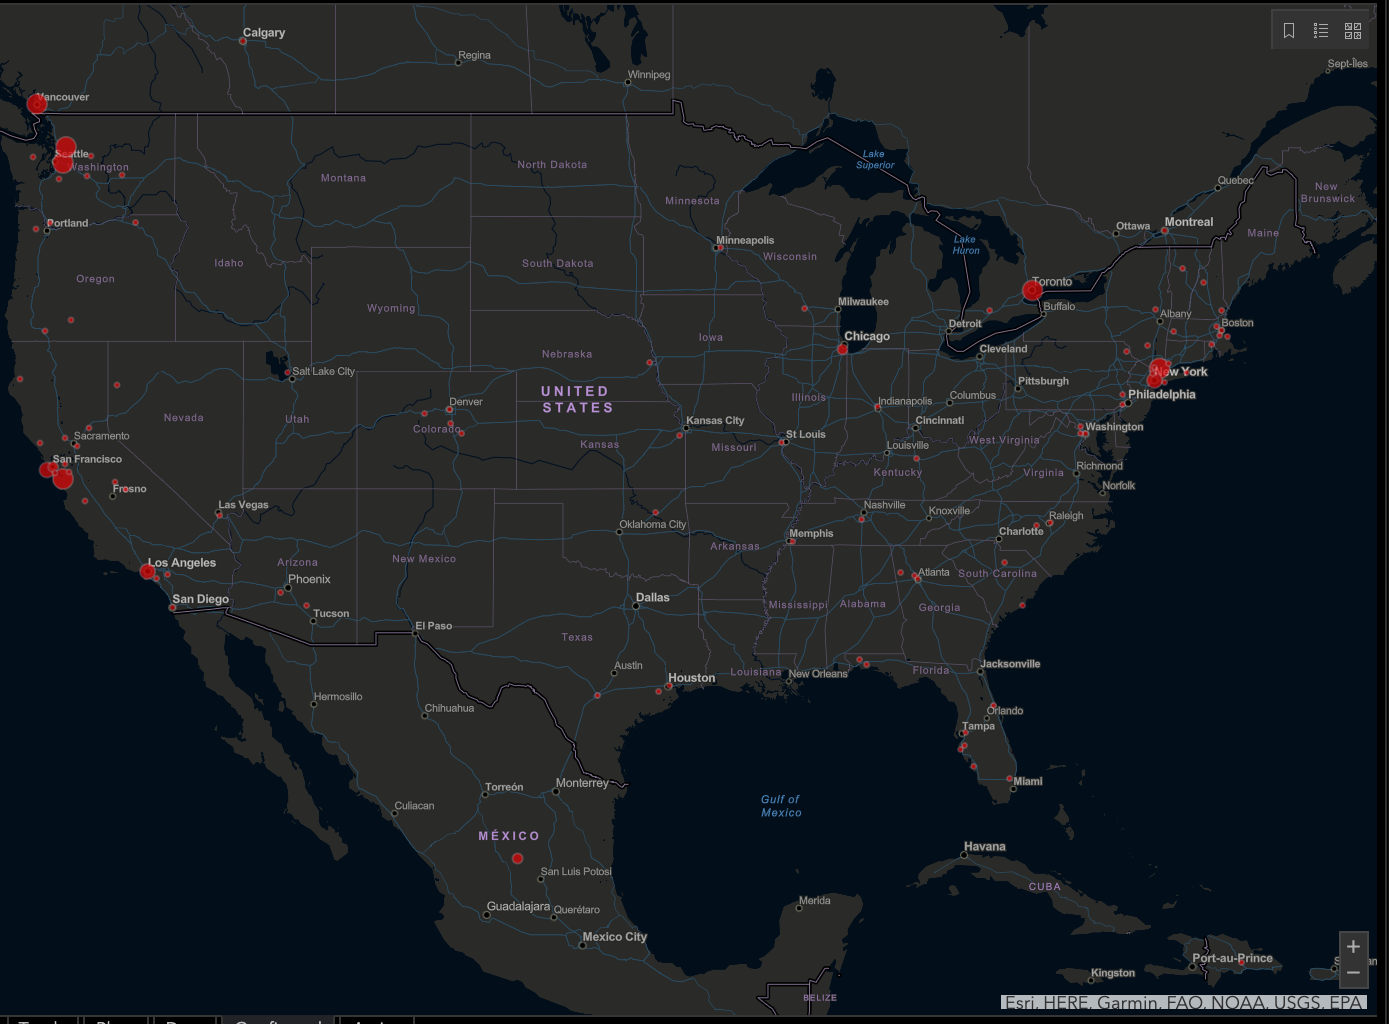 Calgary
Regina
Winnipeg
Sept-Îles
Vancouver
Seattle
Washington
North Dakota
Montana
Lake
Superior
Minnesota
Quebec
New
Brunswick
Portland
Ottawa
Montreal
Maine
Minneapolis
Wisconsin
Lake
Huron
Idaho
South Dakota
Oregon
Toronto
Wyoming
Milwaukee
Buffalo
Albany
Boston
Detroit
Iowa
Chicago
Cleveland
Nebraska
Salt Lake City
New York
Pittsburgh
UNITED
STATES
Philadelphia
Denver
Illinois
Indianapolis
Columbus
Nevada
Utah
Colorado
Kansas City
Cincinnati
Washington
Sacramento
Kansas
Missouri
St Louis
West Virginia
Louisville
San Francisco
Kentucky
Virginia
Richmond
Fresno
Norfolk
Las Vegas
Nashville
Knoxville
Raleigh
Oklahoma City
Memphis
Charlotte
Arkansas
Los Angeles
Arizona
New Mexico
Phoenix
Atlanta
South Carolina
San Diego
Dallas
Mississippi
Alabama
Georgia
Tucson
El Paso
Texas
Austin
Houston
Louisiana
New Orleans
Florida
Jacksonville
Hermosillo
Chihuahua
Orlando
Tampa
Torreón
Monterrey
Miami
Culiacan
Gulf of
Mexico
MÉXICO
Havana
San Luis Potosi
CUBA
Guadalajara
Querétaro
Merida
Mexico City
Port-au-Prince
Kingston
BELIZE
Esri, HERE, Garmin, FAO, NOAA, USGS, EPA